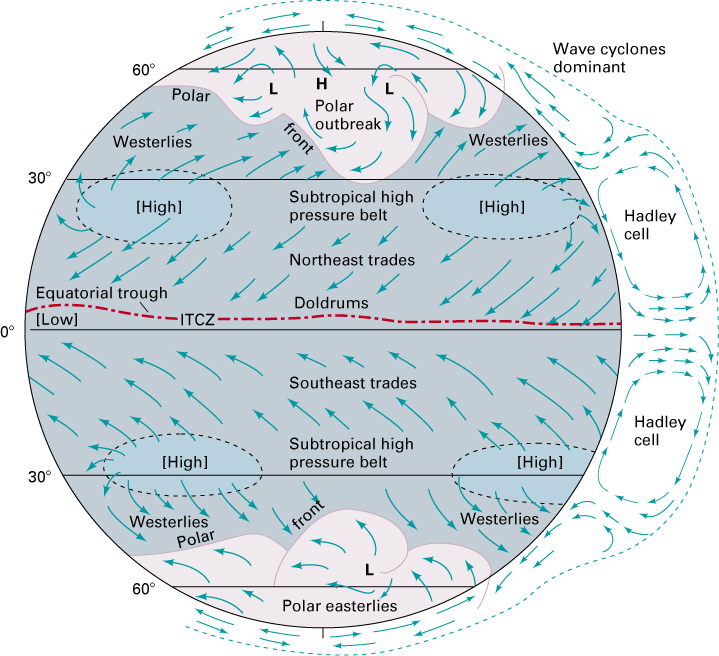 Wave cyclones
dominant
60°
L
H
L
Polar
Polar
outbreak
front
Westerlies
Westerlies
30°
[High]
Subtropical high
pressure belt
[High]
Hadley
cell
Northeast trades
Equatorial trough
Doldrums
[Low]
ITCZ
0°
Southeast trades
Hadley
cell
Subtropical high
pressure belt
[High]
[High]
30°
Westerlies
front
Westerlies
Polar
L
60°
Polar easterlies